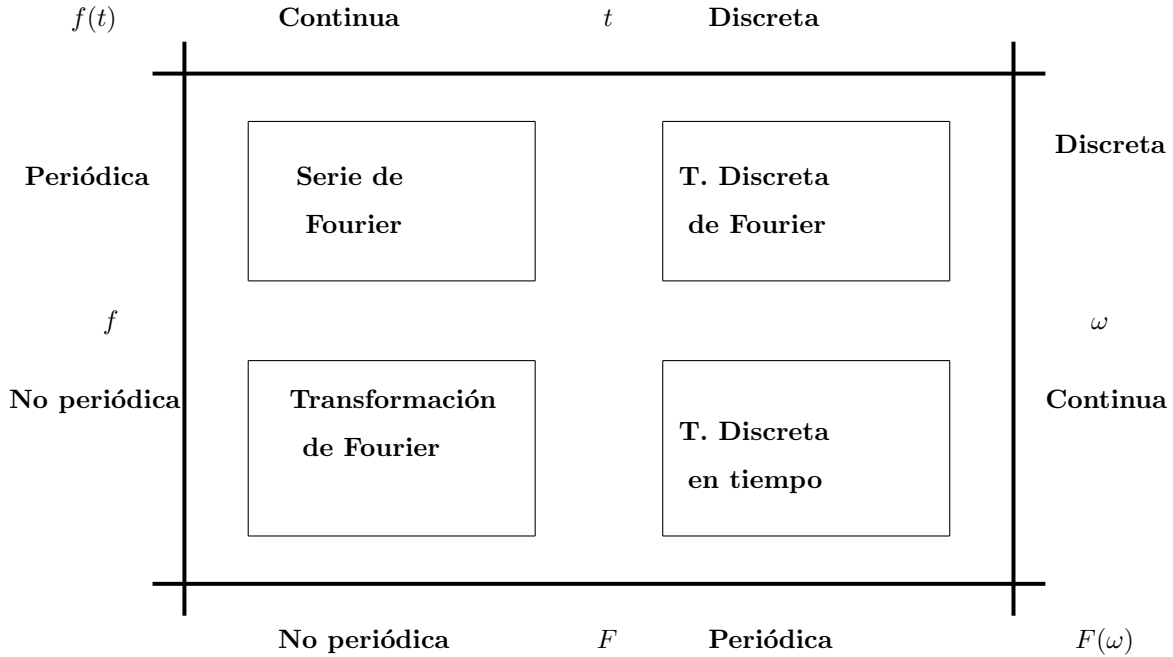 f(t) Continua t Discreta
Discreta
Periódica Serie de T. Discreta
Fourier de Fourier
f ω
No periódica Transformación Continua
T. Discreta
de Fourier
en tiempo
No periódica F Periódica F(ω)